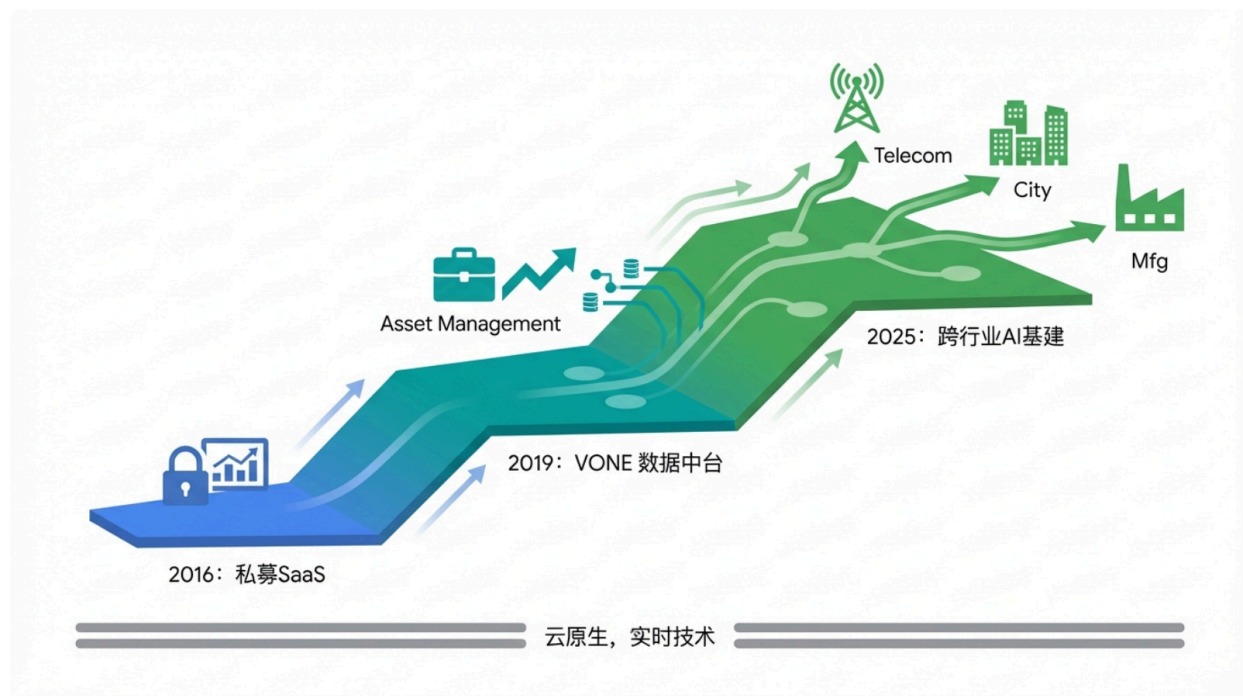 Telecom
City
Mfg
Asset Management
2025：跨行业AI基建
2019：VONE 数据中台
2016：私募SaaS
云原生，实时技术